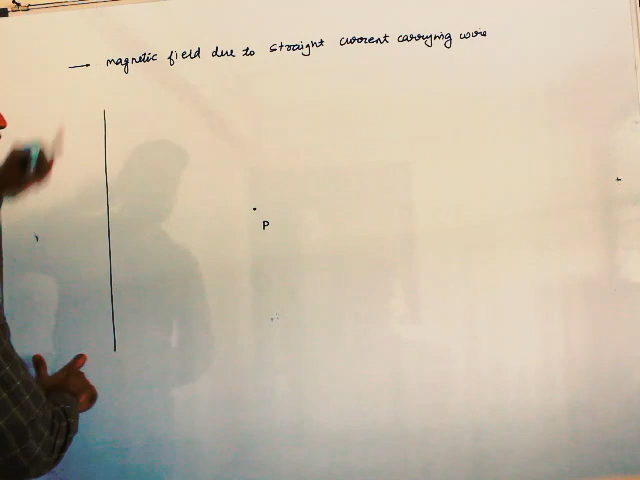 → magnetic field due to straight current carrying wire
P